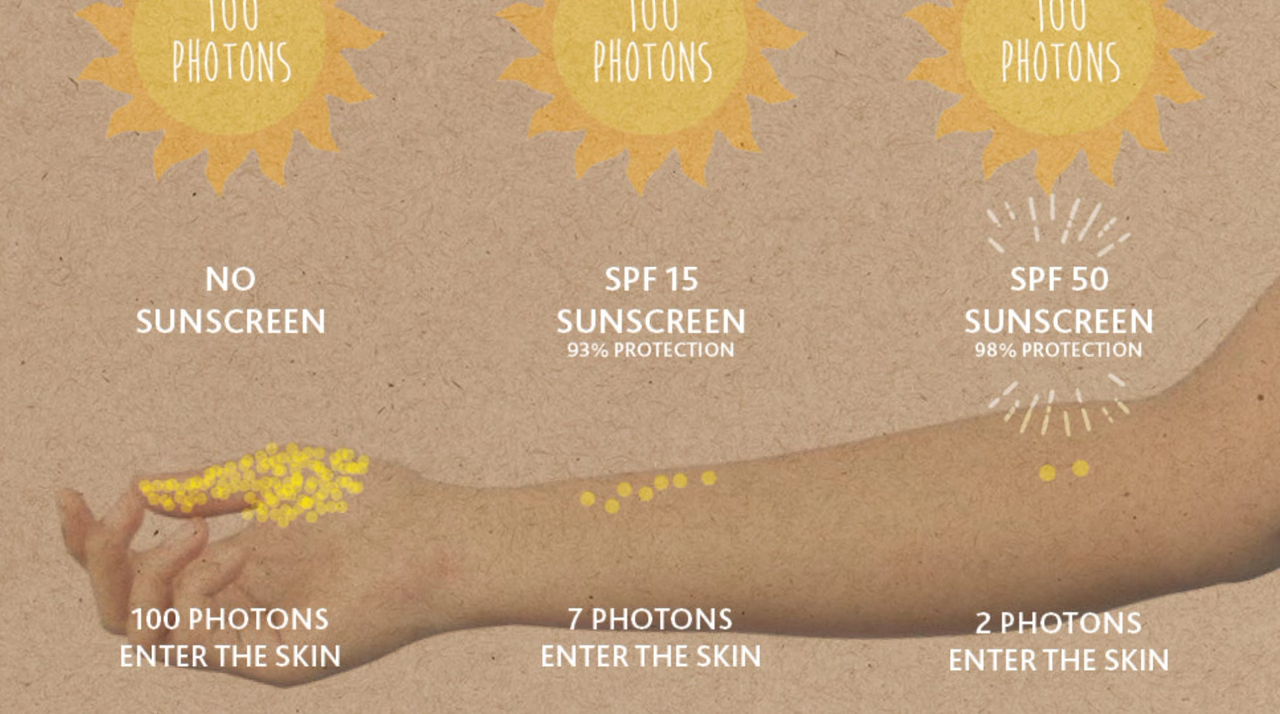 100
PHOTONS
100
PHOTONS
100
PHOTONS
NO
SUNSCREEN
SPF 15
SUNSCREEN
93% PROTECTION
SPF 50
SUNSCREEN
98% PROTECTION
100 PHOTONS
ENTER THE SKIN
7 PHOTONS
ENTER THE SKIN
2 PHOTONS
ENTER THE SKIN